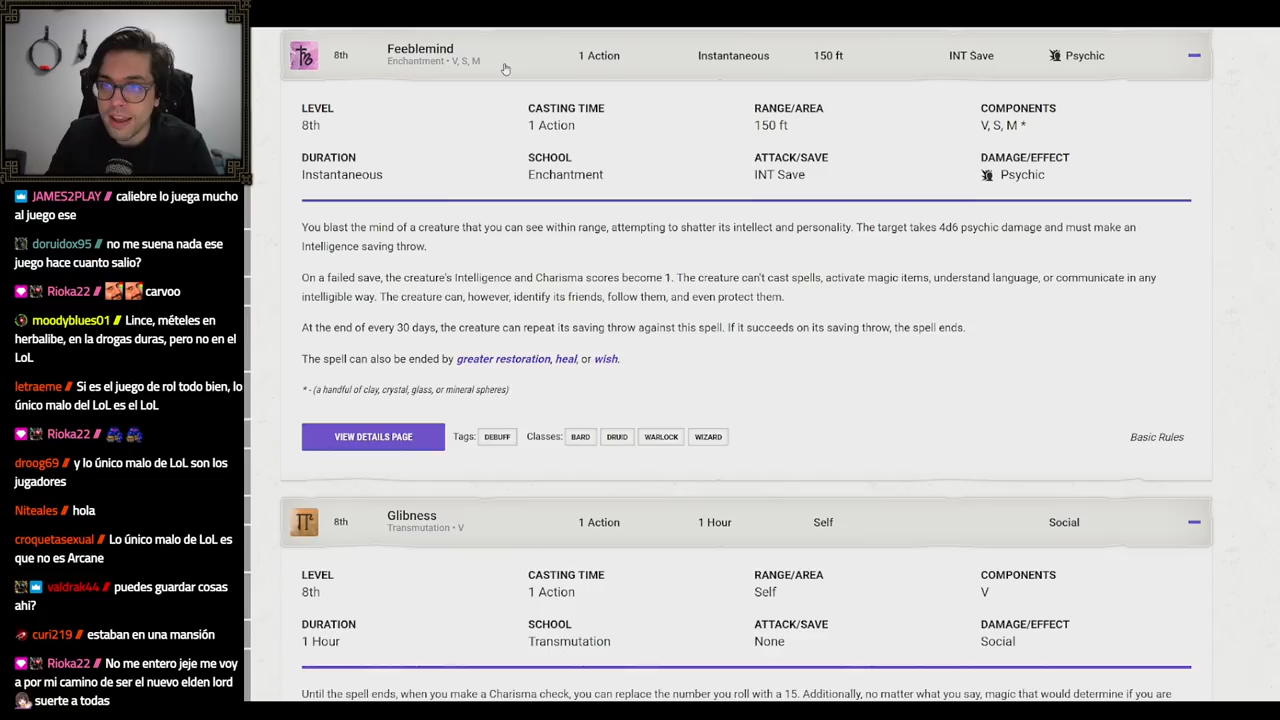 JAMES2PLAY // caliebre lo juega mucho
al juego ese
doruidox95 // no me suena nada ese
juego hace cuanto salio?
Rioka22 // carvoo
moodyblues01 // Lince, mételes en
herbalibe, en la drogas duras, pero no en el
LoL
letraeme // Si es el juego de rol todo bien, lo
único malo del LoL es el LoL
Rioka22 //
droog69 // y lo único malo de LoL son los
jugadores
Niteales // hola
croquetasexual // Lo único malo de LoL es
que no es Arcane
valdrak44 // puedes guardar cosas
ahi?
curi219 // estaban en una mansión
Rioka22 // No me entero jeje me voy
a por mi camino de ser el nuevo elden lord
suerte a todas
8th Feeblemind 1 Action Instantaneous 150 ft INT Save Psychic
Enchantment • V, S, M
LEVEL CASTING TIME RANGE/AREA COMPONENTS
8th 1 Action 150 ft V, S, M *
DURATION SCHOOL ATTACK/SAVE DAMAGE/EFFECT
Instantaneous Enchantment INT Save Psychic
You blast the mind of a creature that you can see within range, attempting to shatter its intellect and personality. The target takes 4d6 psychic damage and must make an
Intelligence saving throw.
On a failed save, the creature's Intelligence and Charisma scores become 1. The creature can't cast spells, activate magic items, understand language, or communicate in any
intelligible way. The creature can, however, identify its friends, follow them, and even protect them.
At the end of every 30 days, the creature can repeat its saving throw against this spell. If it succeeds on its saving throw, the spell ends.
The spell can also be ended by greater restoration, heal, or wish.
* - (a handful of clay, crystal, glass, or mineral spheres)
VIEW DETAILS PAGE Tags: DEBUFF Classes: BARD DRUID WARLOCK WIZARD Basic Rules
8th Glibness 1 Action 1 Hour Self Social
Transmutation • V
LEVEL CASTING TIME RANGE/AREA COMPONENTS
8th 1 Action Self V
DURATION SCHOOL ATTACK/SAVE DAMAGE/EFFECT
1 Hour Transmutation None Social
Until the spell ends, when you make a Charisma check, you can replace the number you roll with a 15. Additionally, no matter what you say, magic that would determine if you are